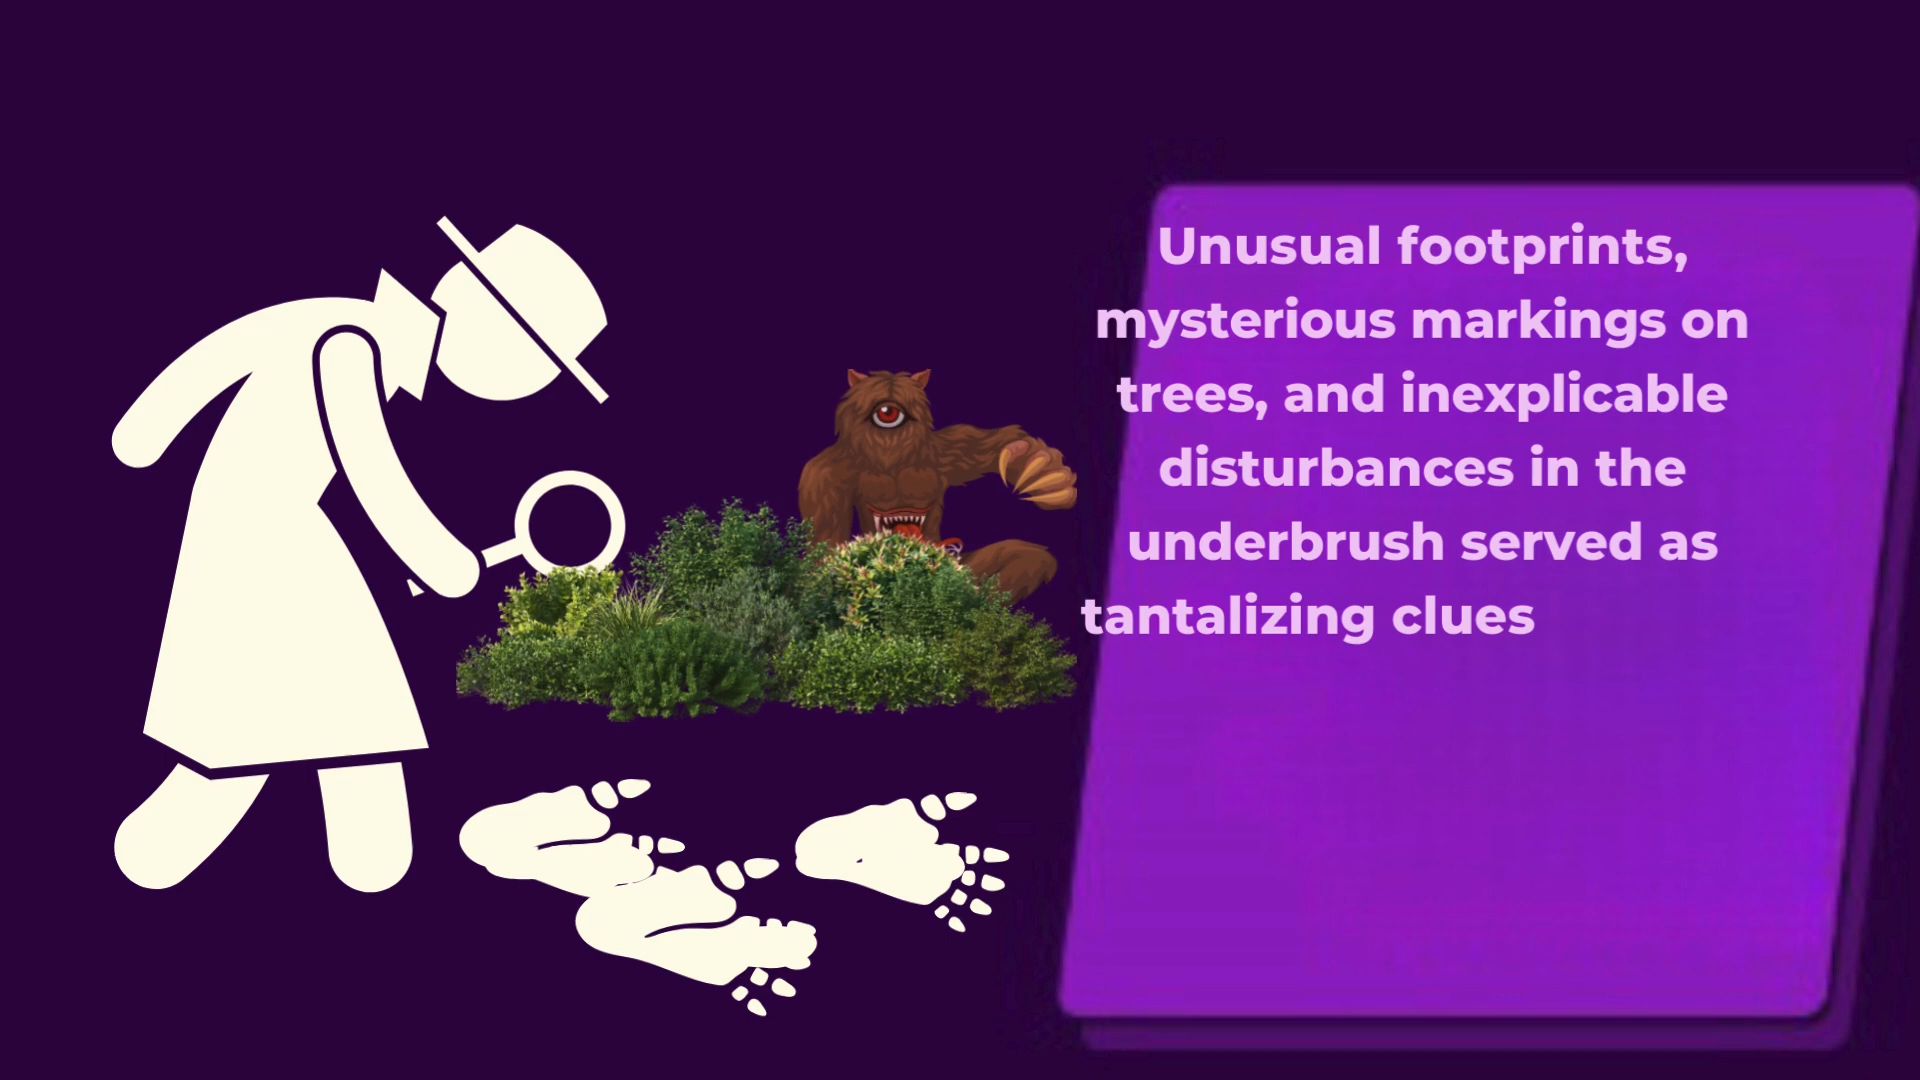 Unusual footprints,
mysterious markings on
trees, and inexplicable
disturbances in the
underbrush served as
tantalizing clues